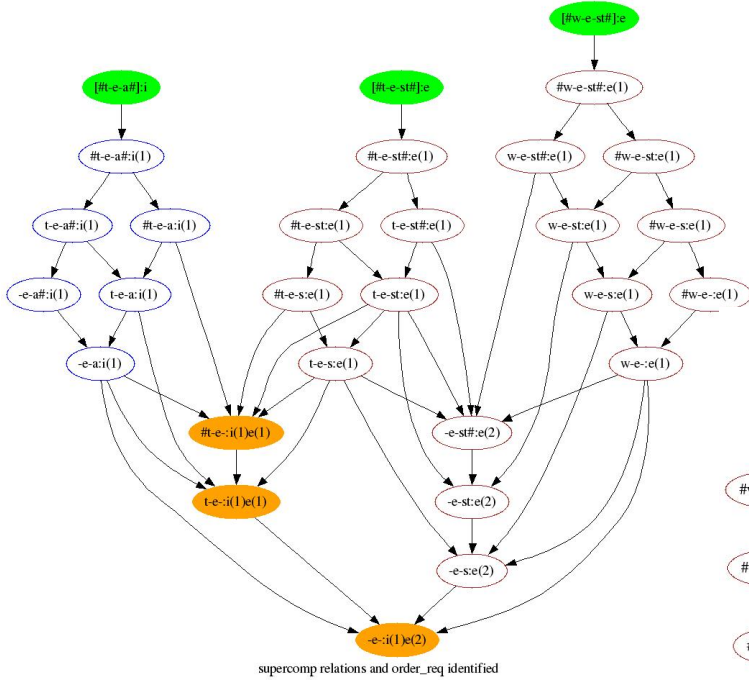 [#w-e-st#]:e
[#t-e-a#]:i [#t-e-st#]:e #w-e-st#:e(1)
#t-e-a#:i(1) #t-e-st#:e(1) w-e-st#:e(1) #w-e-st:e(1)
t-e-a#:i(1) #t-e-a:i(1) #t-e-st:e(1) t-e-st#:e(1) w-e-st:e(1) #w-e-s:e(1)
-e-a#:i(1) t-e-a:i(1) #t-e-s:e(1) t-e-st:e(1) w-e-s:e(1) #w-e-:e(1)
-e-a:i(1) t-e-s:e(1) w-e-:e(1)
#t-e-:i(1)e(1) -e-st#:e(2)
t-e-:i(1)e(1) -e-st:e(2) #w
-e-s:e(2) #
-e-:i(1)e(2) #
supercomp relations and order_req identified